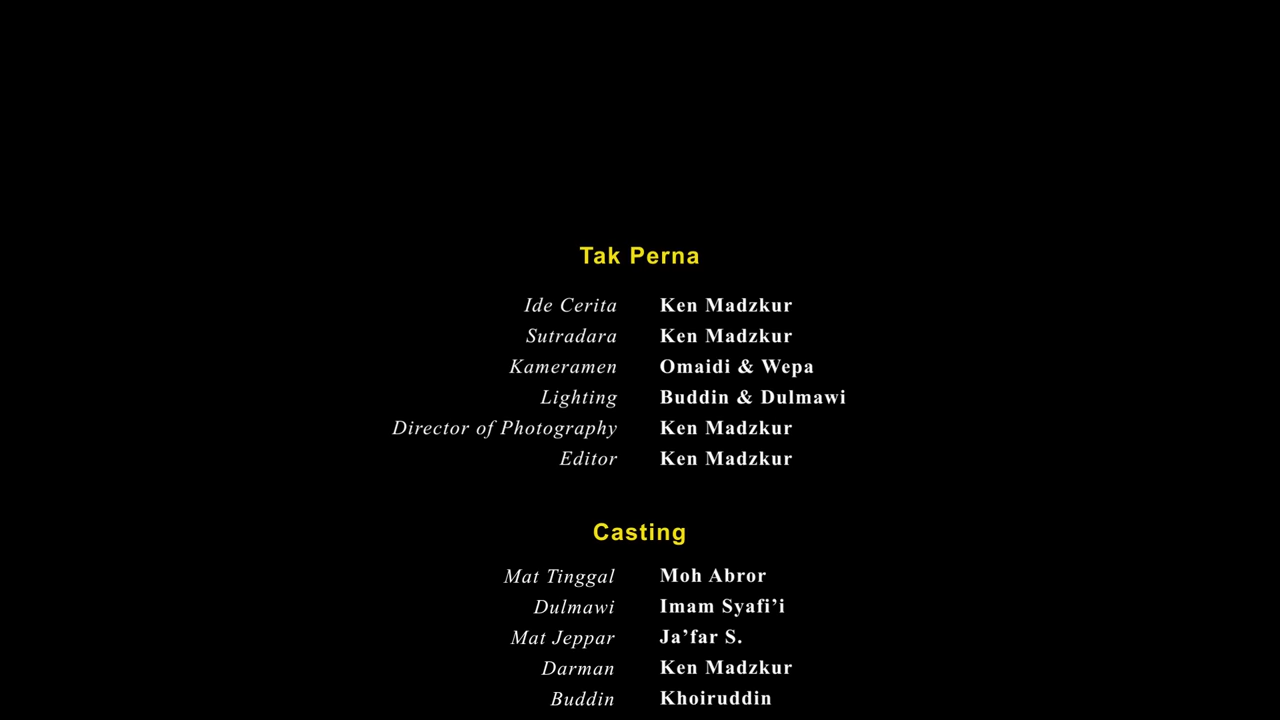 Tak Perna
Ide Cerita Ken Madzkur
Sutradara Ken Madzkur
Kameramen Omaidi & Wepa
Lighting Buddin & Dulmawi
Director of Photography Ken Madzkur
Editor Ken Madzkur
Casting
Mat Tinggal Moh Abror
Dulmawi Imam Syafi’i
Mat Jeppar Ja’far S.
Darman Ken Madzkur
Buddin Khoiruddin